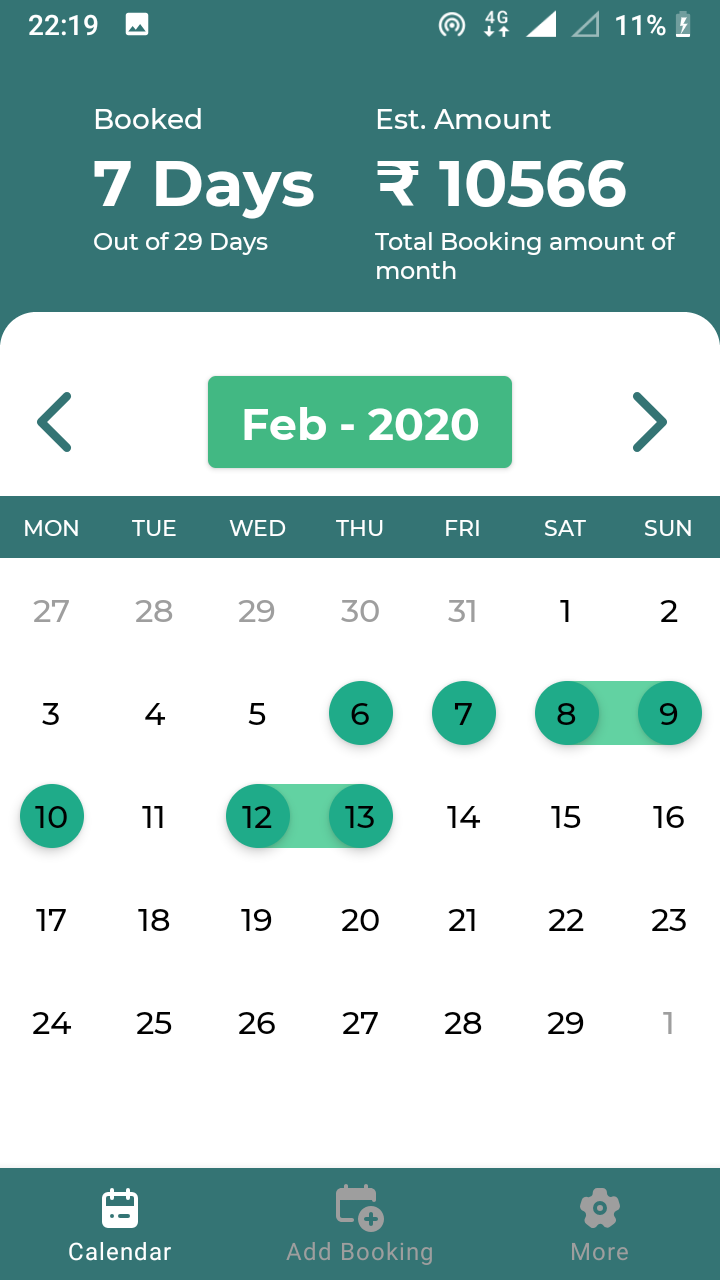 22:19 4G 11%
Booked Est. Amount
7 Days ₹ 10566
Out of 29 Days Total Booking amount of
month
Feb - 2020
MON TUE WED THU FRI SAT SUN
27 28 29 30 31 1 2
3 4 5 6 7 8 9
10 11 12 13 14 15 16
17 18 19 20 21 22 23
24 25 26 27 28 29 1
Calendar Add Booking More